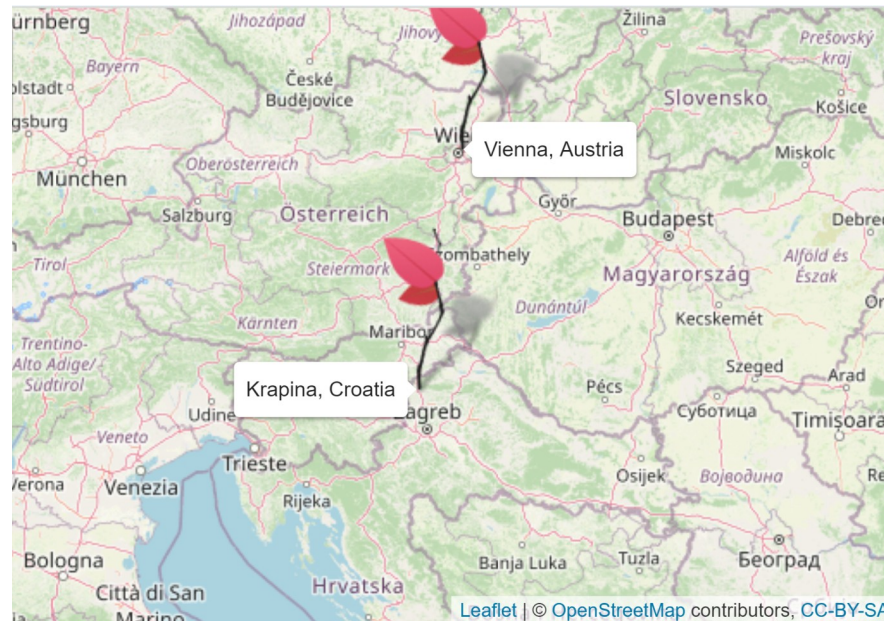 ürnberg
Jihozápad
Jihový
Žilina
Prešovský
kraj
Bayern
České
Budějovice
olstadt
Slovensko
Košice
gsburg
Wie
Vienna, Austria
Miskolc
München
Oberösterreich
Salzburg
Österreich
Győr
Budapest
Debre
Tirol
Steiermark
zombathely
Magyarország
Alföld és
Észak
Dunántúl
Kärnten
Maribor
Kecskemét
Trentino-
Alto Adige/
Südtirol
Krapina, Croatia
Szeged
Arad
Pécs
Udine
Zagreb
Суботица
Timișoara
Veneto
Trieste
Verona
Venezia
Rijeka
Osijek
Војводина
Re
Bologna
Hrvatska
Banja Luka
Tuzla
Београд
Città di San
Marino
Leaflet | © OpenStreetMap contributors, CC-BY-SA